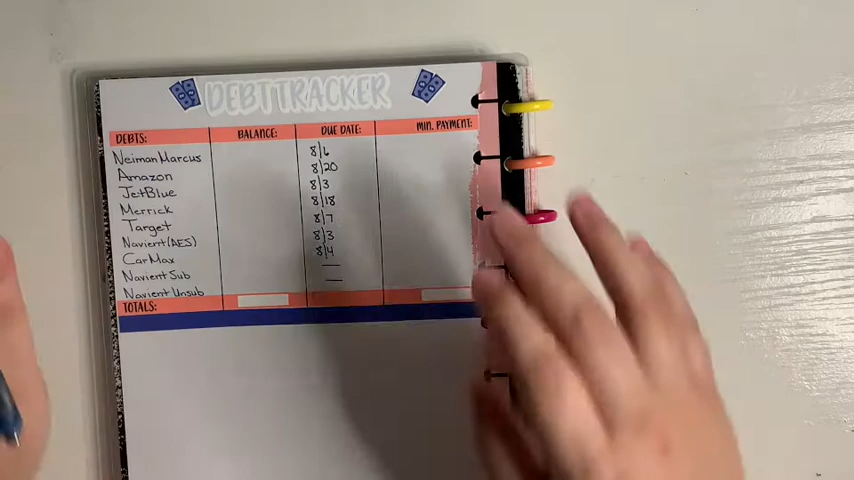 DEBT TRACKER
DEBTS: BALANCE: DUE DATE: MIN. PAYMENT:
Neiman Marcus 8/6
Amazon 8/20
JetBlue 8/3
Merrick 8/18
Target 8/7
Navient (AES) 8/3
CarMax 8/4
Navient Sub —
Navient Unsub —
TOTALS: